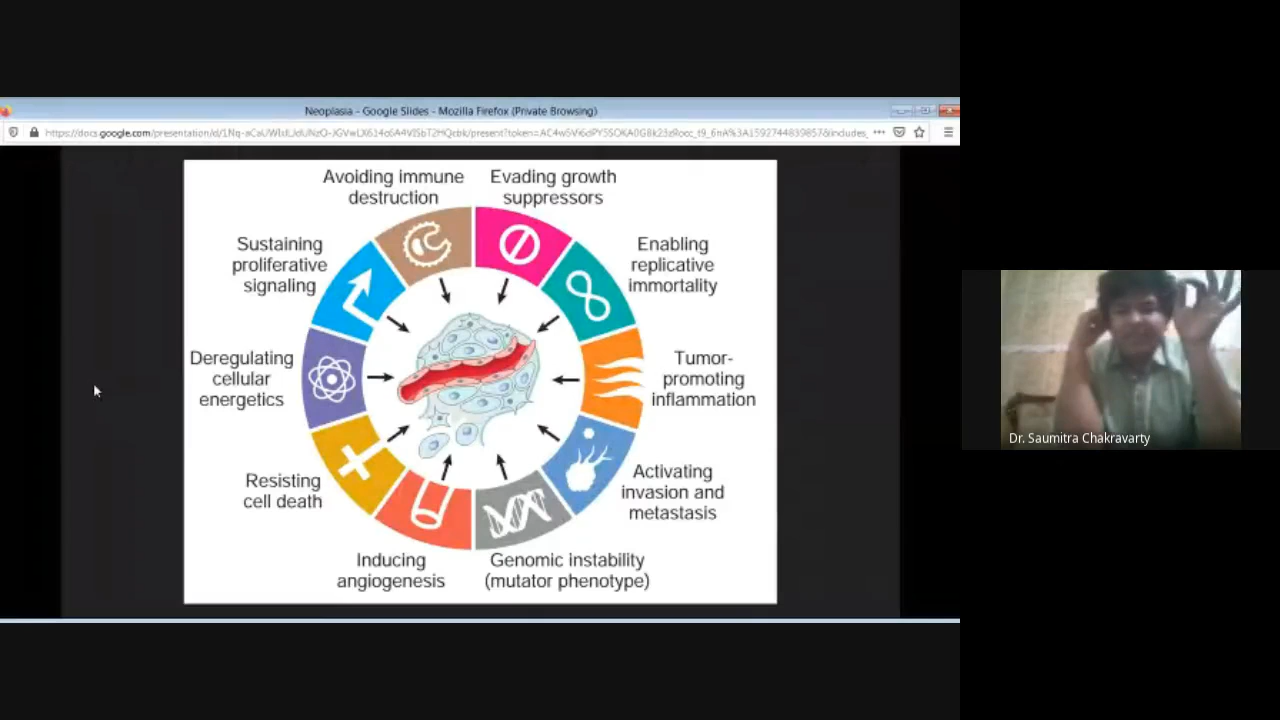 Neoplasia - Google Slides - Mozilla Firefox (Private Browsing)
Avoiding immune
destruction
Evading growth
suppressors
Sustaining
proliferative
signaling
Enabling
replicative
immortality
Deregulating
cellular
energetics
Tumor-
promoting
inflammation
Resisting
cell death
Activating
invasion and
metastasis
Inducing
angiogenesis
Genomic instability
(mutator phenotype)
Dr. Saumitra Chakravarty